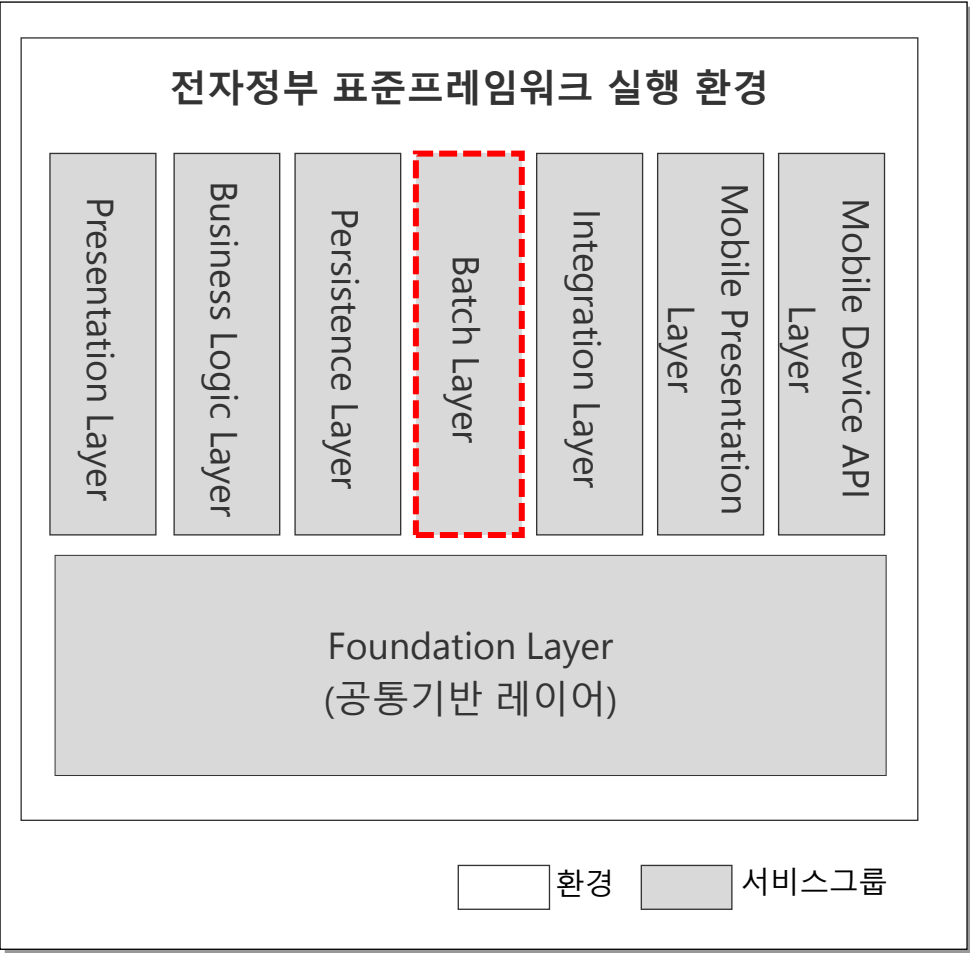 전자정부 표준프레임워크 실행 환경
Presentation Layer
Business Logic Layer
Persistence Layer
Batch Layer
Integration Layer
Mobile Presentation
Layer
Mobile Device API
Layer
Foundation Layer
(공통기반 레이어)
환경
서비스그룹